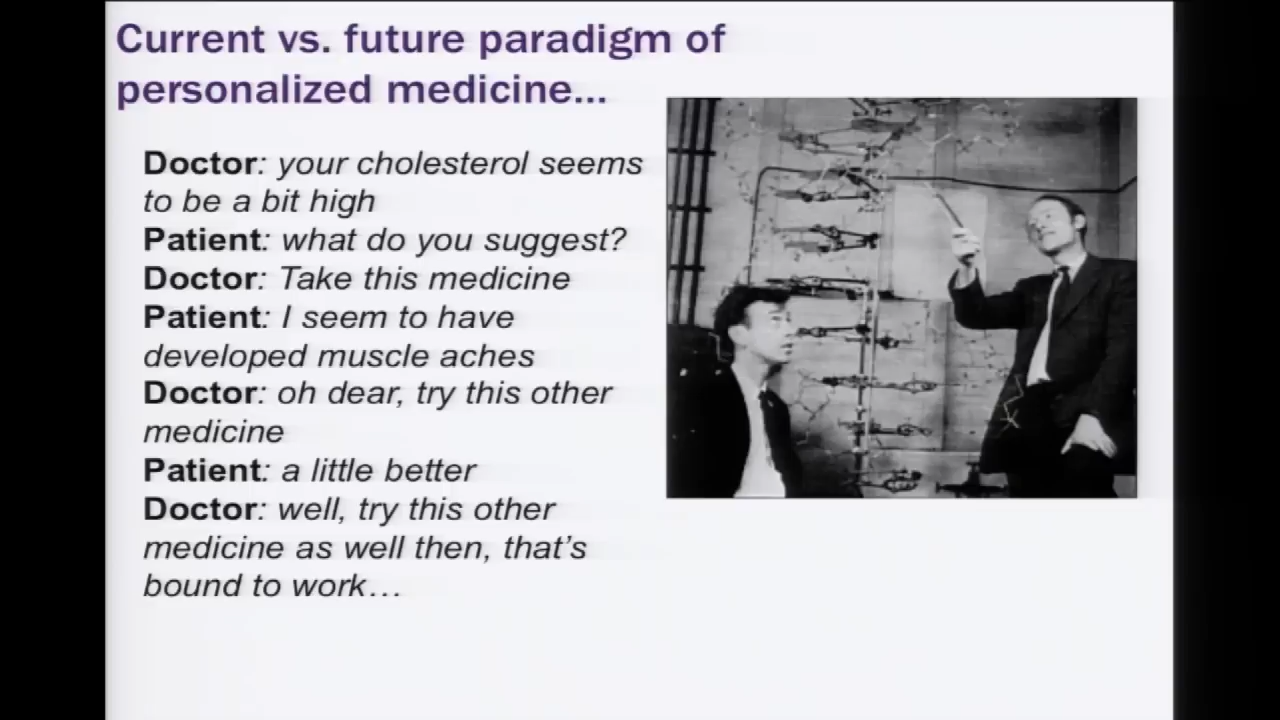 Current vs. future paradigm of
personalized medicine...
Doctor: your cholesterol seems
to be a bit high
Patient: what do you suggest?
Doctor: Take this medicine
Patient: I seem to have
developed muscle aches
Doctor: oh dear, try this other
medicine
Patient: a little better
Doctor: well, try this other
medicine as well then, that's
bound to work…